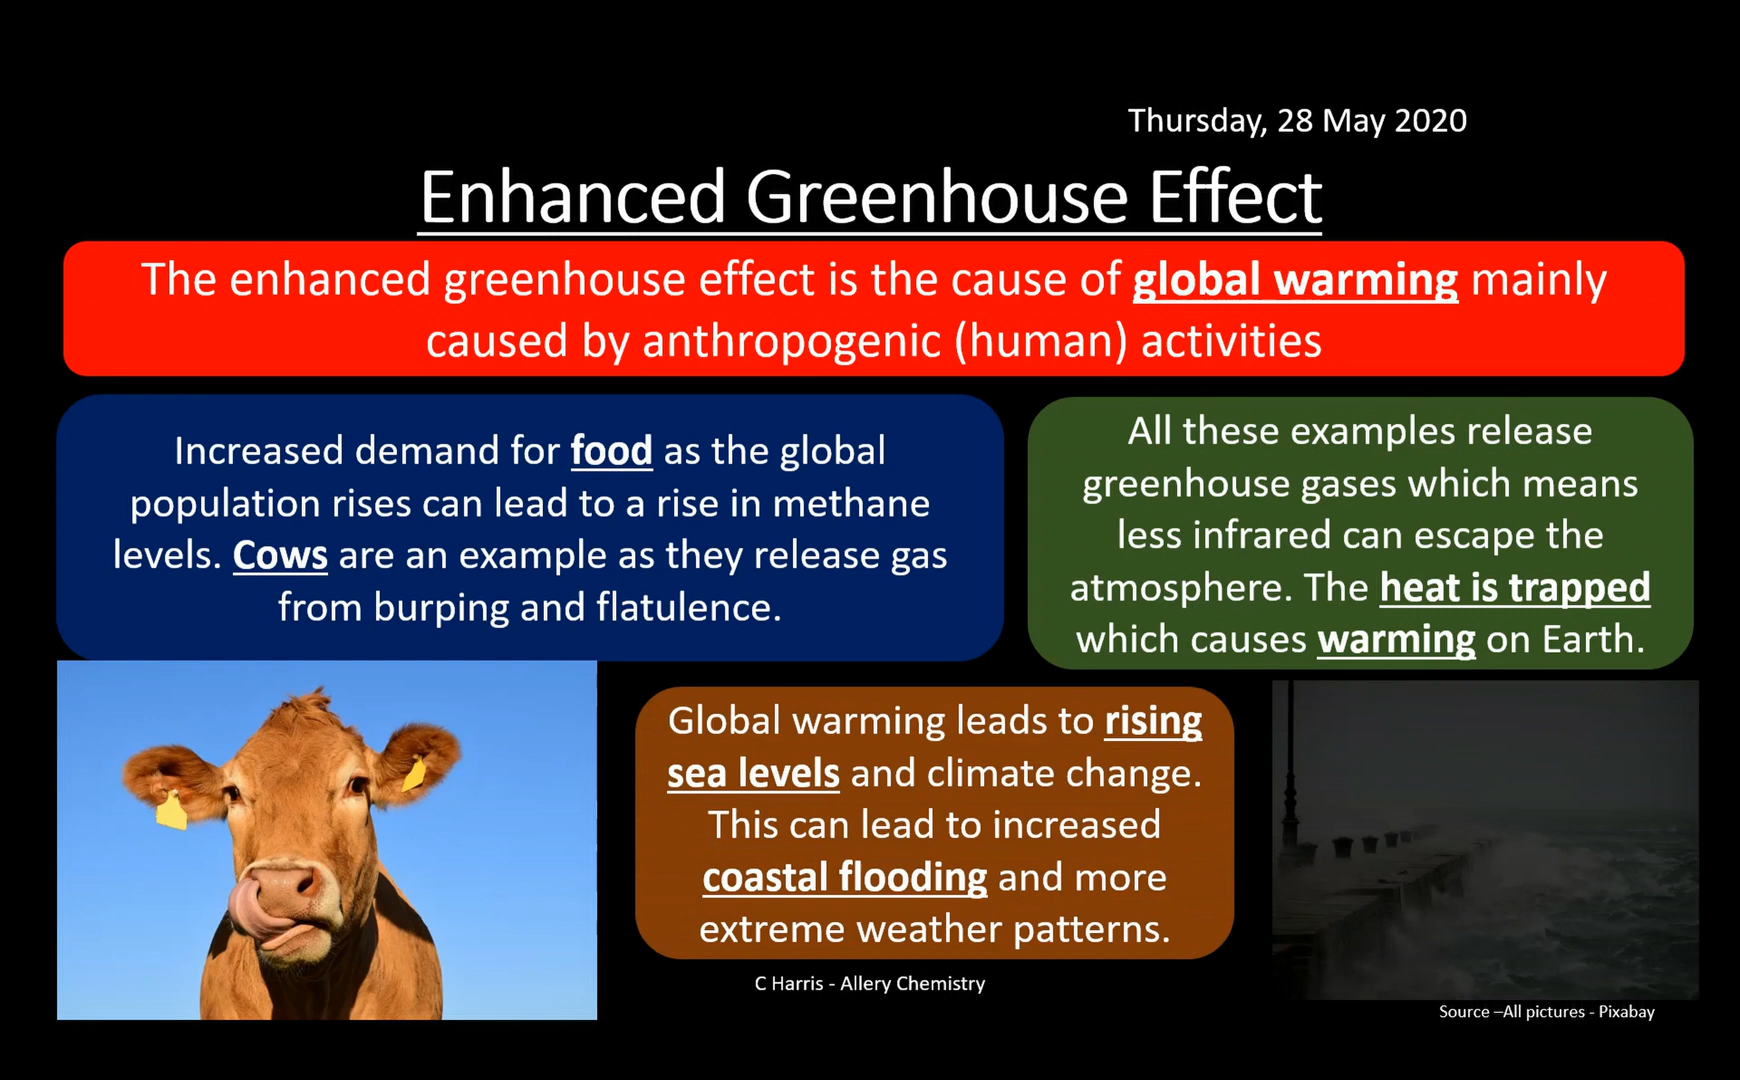 Thursday, 28 May 2020
Enhanced Greenhouse Effect
The enhanced greenhouse effect is the cause of global warming mainly
caused by anthropogenic (human) activities
Increased demand for food as the global
population rises can lead to a rise in methane
levels. Cows are an example as they release gas
from burping and flatulence.
All these examples release
greenhouse gases which means
less infrared can escape the
atmosphere. The heat is trapped
which causes warming on Earth.
Global warming leads to rising
sea levels and climate change.
This can lead to increased
coastal flooding and more
extreme weather patterns.
C Harris - Allery Chemistry
Source –All pictures - Pixabay